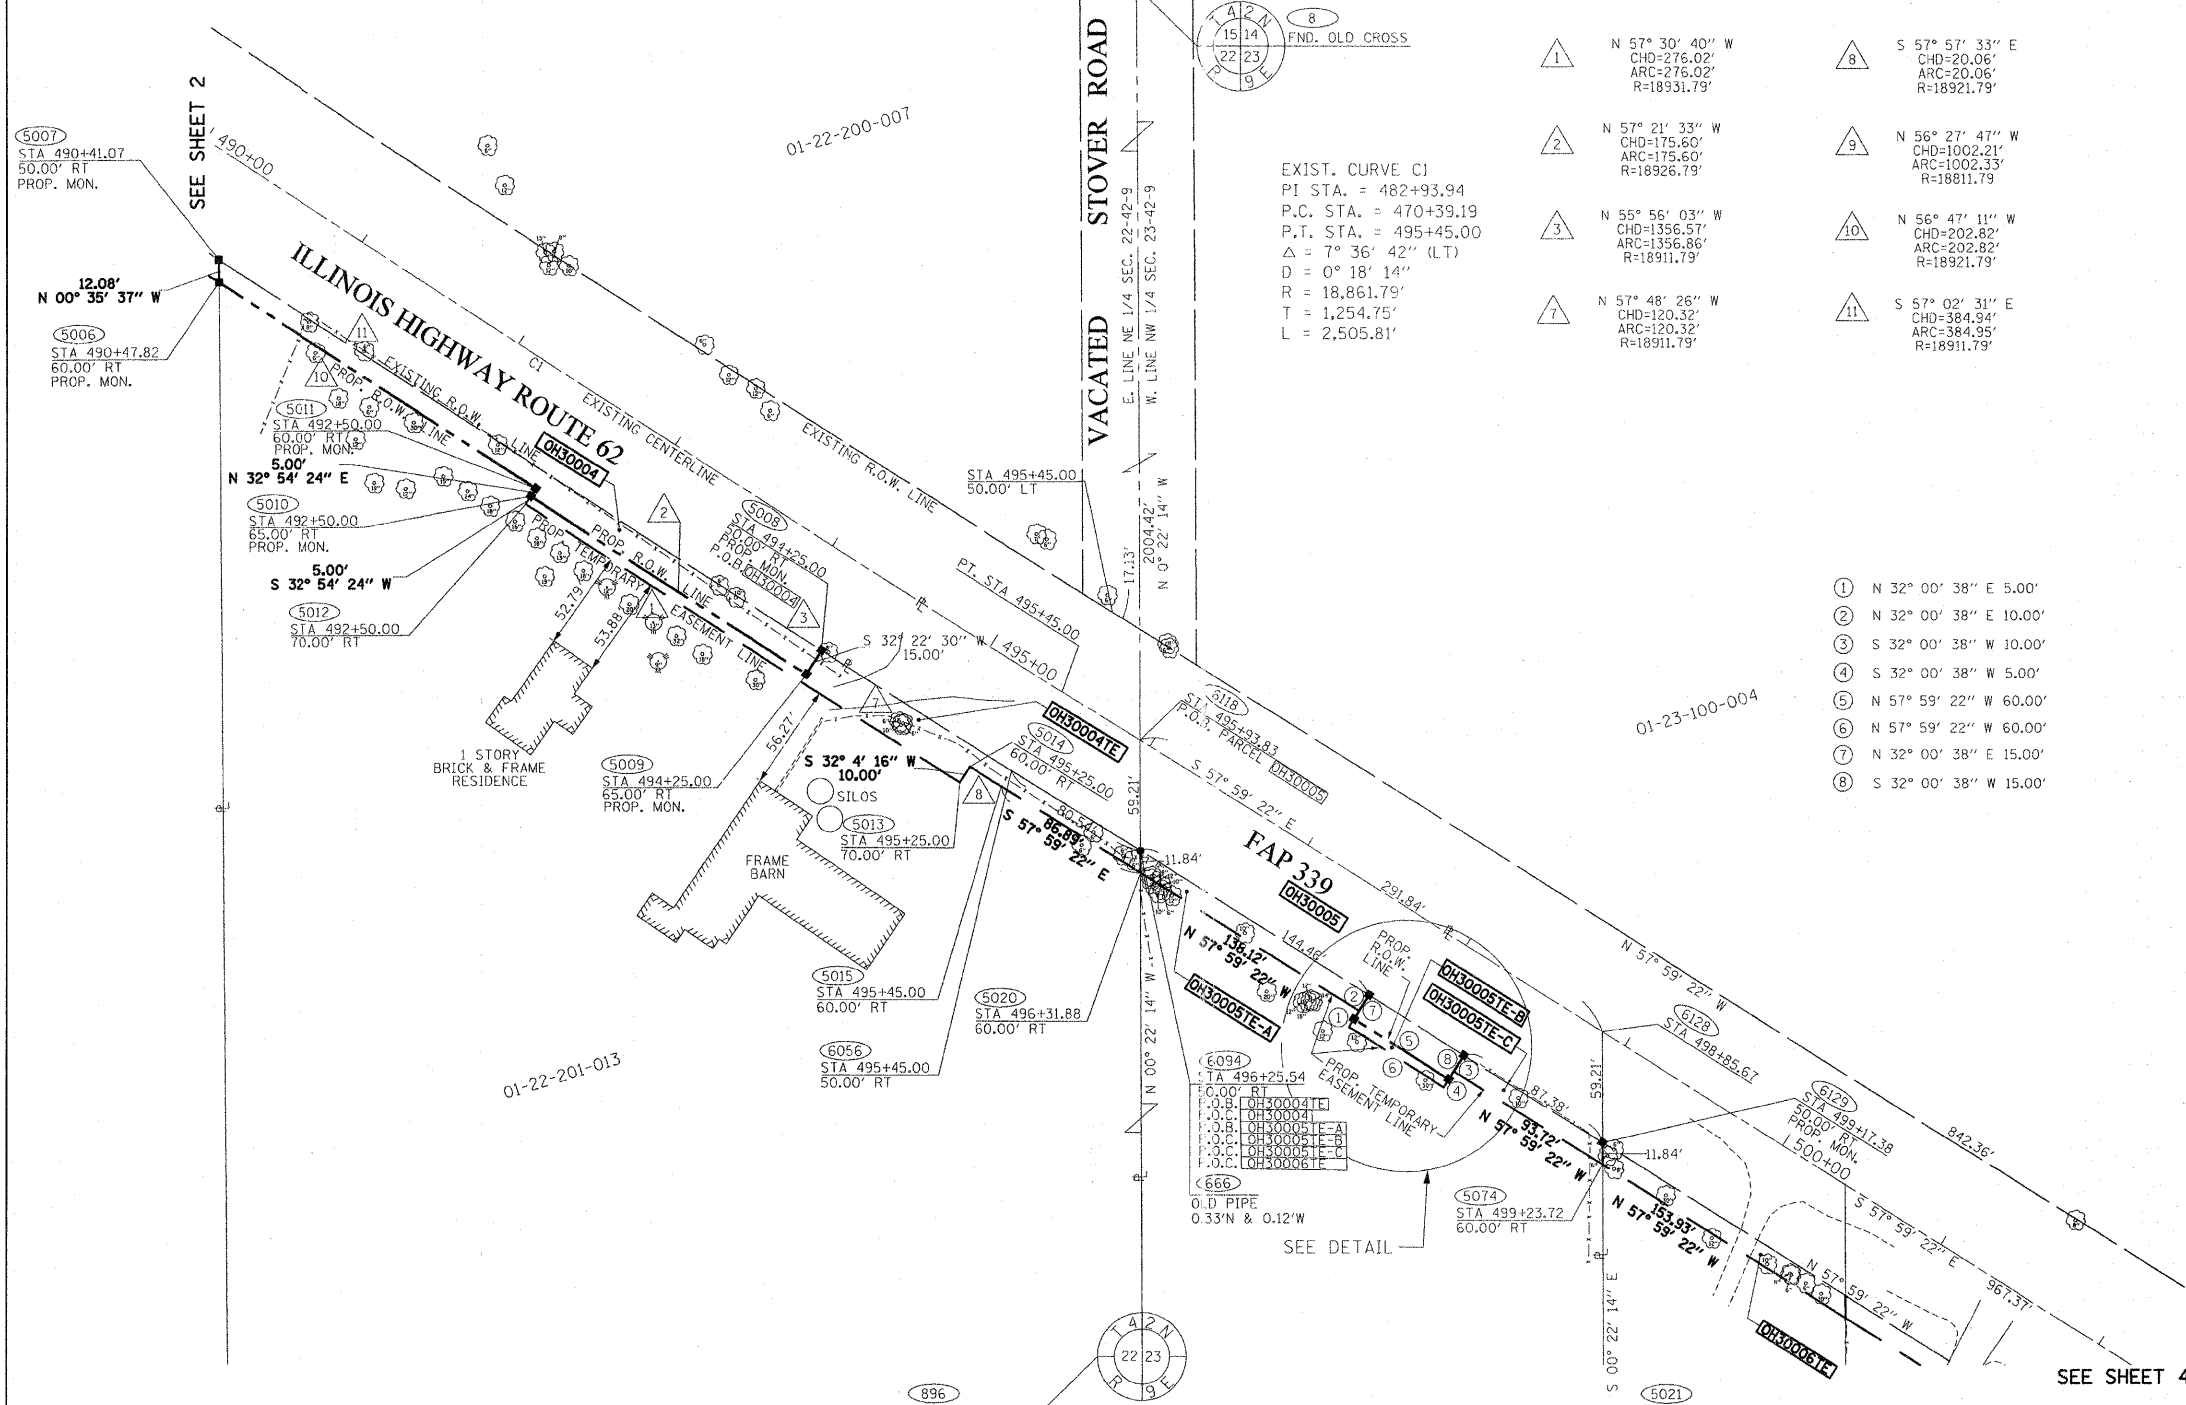 SEE SHEET 2
5007
STA 490+41.07
50.00' RT
PROP. MON.
12.08'
N 00° 35' 37" W
5006
STA 490+47.82
60.00' RT
PROP. MON.
490+00
ILLINOIS HIGHWAY ROUTE 62
11
10
EXISTING R.O.W. LINE
PROP. R.O.W. LINE
C1
EXISTING CENTERLINE
EXISTING R.O.W. LINE
01-22-200-007
5011
STA 492+50.00
60.00' RT
PROP. MON.
5.00'
N 32° 54' 24" E
5010
STA 492+50.00
65.00' RT
PROP. MON.
5.00'
S 32° 54' 24" W
5012
STA 492+50.00
70.00' RT
OH30004
2
PROP. R.O.W. LINE
PROP. TEMPORARY EASEMENT LINE
1
52.79'
53.88'
5008
STA 494+25.00
50.00' RT
PROP. MON.
P.O.B. OH30004
3
S 32° 22' 30" W
15.00'
7
1 STORY
BRICK & FRAME
RESIDENCE
5009
STA 494+25.00
65.00' RT
PROP. MON.
56.27'
SILOS
FRAME
BARN
S 32° 4' 16" W
10.00'
5013
STA 495+25.00
70.00' RT
8
5014
STA 495+25.00
60.00' RT
OH30004TE
80.54'
86.89'
S 57° 59' 22" E
5015
STA 495+45.00
60.00' RT
6056
STA 495+45.00
50.00' RT
5020
STA 496+31.88
60.00' RT
01-22-201-013
VACATED STOVER ROAD
E. LINE NE 1/4 SEC. 22-42-9
W. LINE NW 1/4 SEC. 23-42-9
STA 495+45.00
50.00' LT
17.13'
2004.42'
N 0° 22' 14" W
PT. STA 495+45.00
495+00
6118
STA 495+93.83
P.O.B. PARCEL OH30005
S 57° 59' 22" E
59.21'
11.84'
N 00° 22' 14" W
T 42 N
15 14
22 23
R 9 E
8
FND. OLD CROSS
EXIST. CURVE C1
PI STA. = 482+93.94
P.C. STA. = 470+39.19
P.T. STA. = 495+45.00
Δ = 7° 36' 42" (LT)
D = 0° 18' 14"
R = 18,861.79'
T = 1,254.75'
L = 2,505.81'
1
N 57° 30' 40" W
CHD=276.02'
ARC=276.02'
R=18931.79'
2
N 57° 21' 33" W
CHD=175.60'
ARC=175.60'
R=18926.79'
3
N 55° 56' 03" W
CHD=1356.57'
ARC=1356.86'
R=18911.79'
7
N 57° 48' 26" W
CHD=120.32'
ARC=120.32'
R=18911.79'
8
S 57° 57' 33" E
CHD=20.06'
ARC=20.06'
R=18921.79'
9
N 56° 27' 47" W
CHD=1002.21'
ARC=1002.33'
R=18811.79
10
N 56° 47' 11" W
CHD=202.82'
ARC=202.82'
R=18921.79'
11
S 57° 02' 31" E
CHD=384.94'
ARC=384.95'
R=18911.79'
1 N 32° 00' 38" E 5.00'
2 N 32° 00' 38" E 10.00'
3 S 32° 00' 38" W 10.00'
4 S 32° 00' 38" W 5.00'
5 N 57° 59' 22" W 60.00'
6 N 57° 59' 22" W 60.00'
7 N 32° 00' 38" E 15.00'
8 S 32° 00' 38" W 15.00'
01-23-100-004
FAP 339
OH30005
291.84'
144.46'
138.12'
N 57° 59' 22" W
OH30005TE-A
PROP.
R.O.W.
LINE
OH30005TE-B
OH30005TE-C
2
7
1
5
6
8
3
4
PROP. TEMPORARY
EASEMENT LINE
87.38'
93.72'
N 57° 59' 22" W
6094
STA 496+25.54
50.00' RT
P.O.B. OH30004TE
P.O.C. OH30004
P.O.B. OH30005TE-A
P.O.C. OH30005TE-B
P.O.C. OH30005TE-C
P.O.C. OH30006TE
666
OLD PIPE
0.33'N & 0.12'W
SEE DETAIL
5074
STA 499+23.72
60.00' RT
59.21'
11.84'
N 57° 59' 22" W
6128
STA 498+85.67
6129
STA 499+17.38
50.00' RT
PROP. MON.
500+00
842.36'
153.93'
N 57° 59' 22" W
S 57° 59' 22" E
967.37'
N 57° 59' 22" W
OH30006TE
S 00° 22' 14" E
T 42 N
22 23
R 9 E
896
5021
SEE SHEET 4